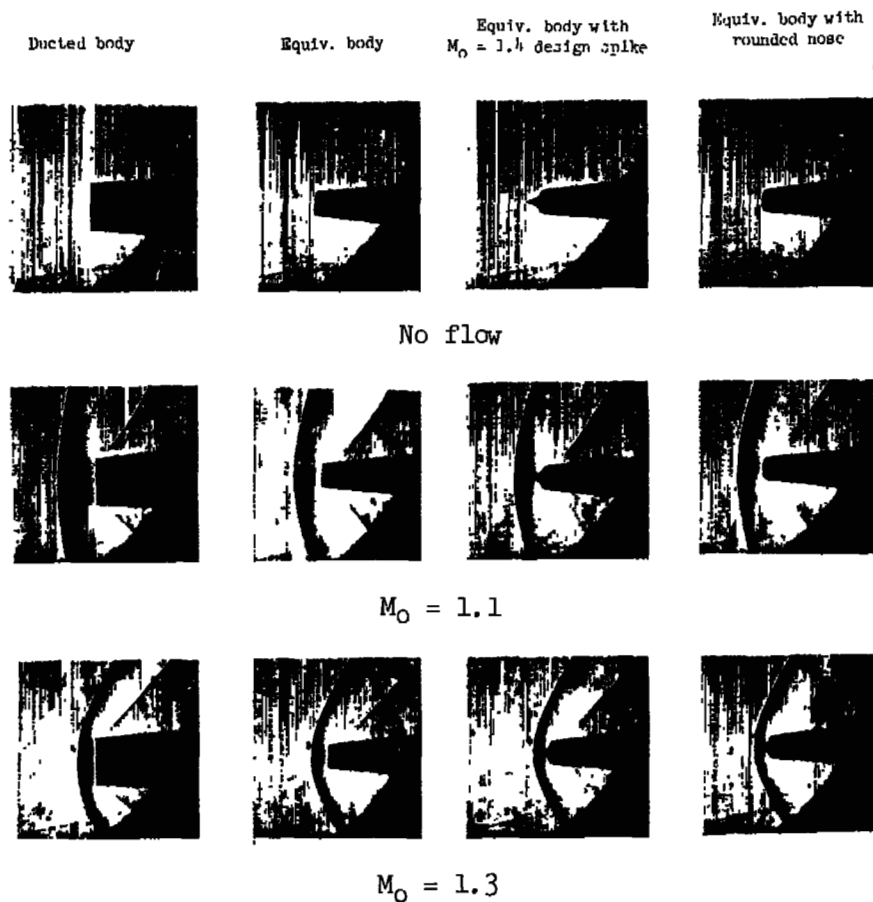 Ducted body
Equiv. body
Equiv. body with
M₀ = 1.4 design spike
Equiv. body with
rounded nose
No flow
M₀ = 1.1
M₀ = 1.3